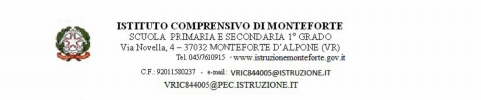 ISTITUTO COMPRENSIVO DI MONTEFORTE
SCUOLA PRIMARIA E SECONDARIA 1° GRADO
Via Novella, 4 – 37032 MONTEFORTE D'ALPONE (VR)
Tel. 045/7610915 - www.istruzionemonteforte.gov.it
C.F.: 92011580237 - e-mail: VRIC844005@ISTRUZIONE.IT
VRIC844005@PEC.ISTRUZIONE.IT